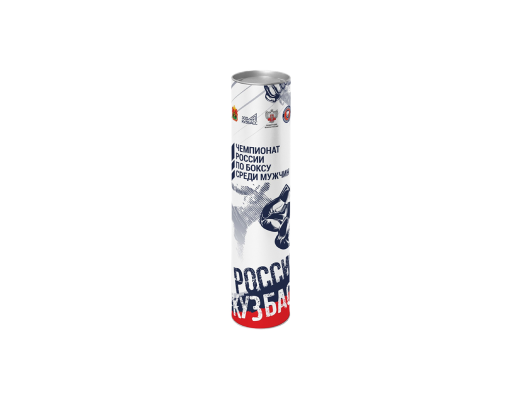 ЧЕМПИОНАТ
РОССИИ
ПО БОКСУ
СРЕДИ МУЖЧИН
РОССИ
КУЗБАС